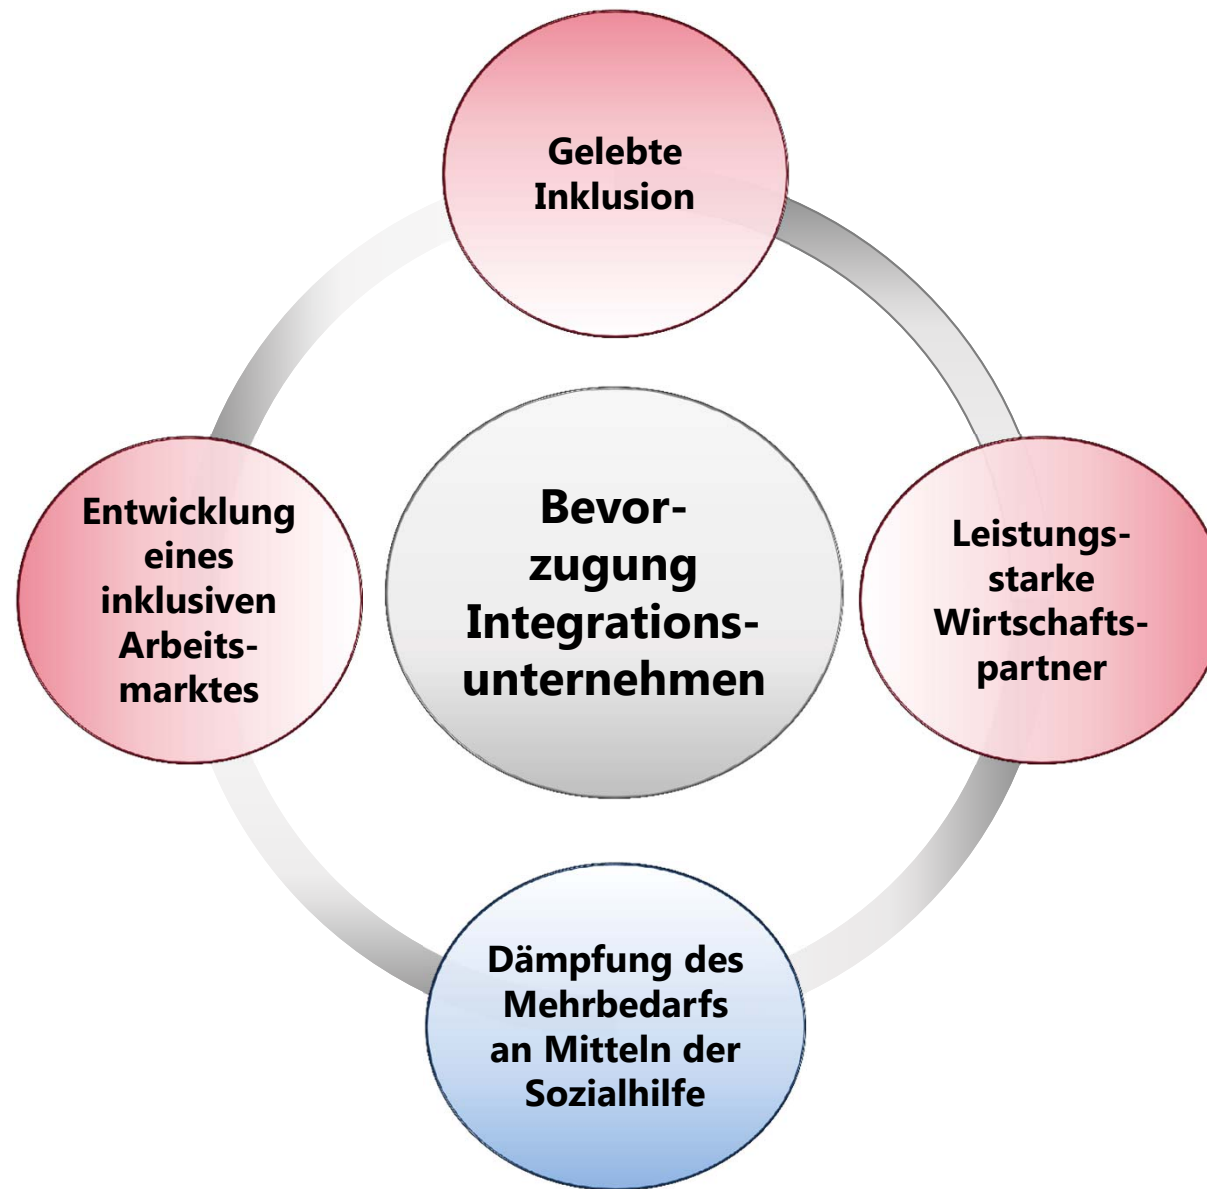 Gelebte
Inklusion
Entwicklung
eines
inklusiven
Arbeits-
marktes
Bevor-
zugung
Integrations-
unternehmen
Leistungs-
starke
Wirtschafts-
partner
Dämpfung des
Mehrbedarfs
an Mitteln der
Sozialhilfe